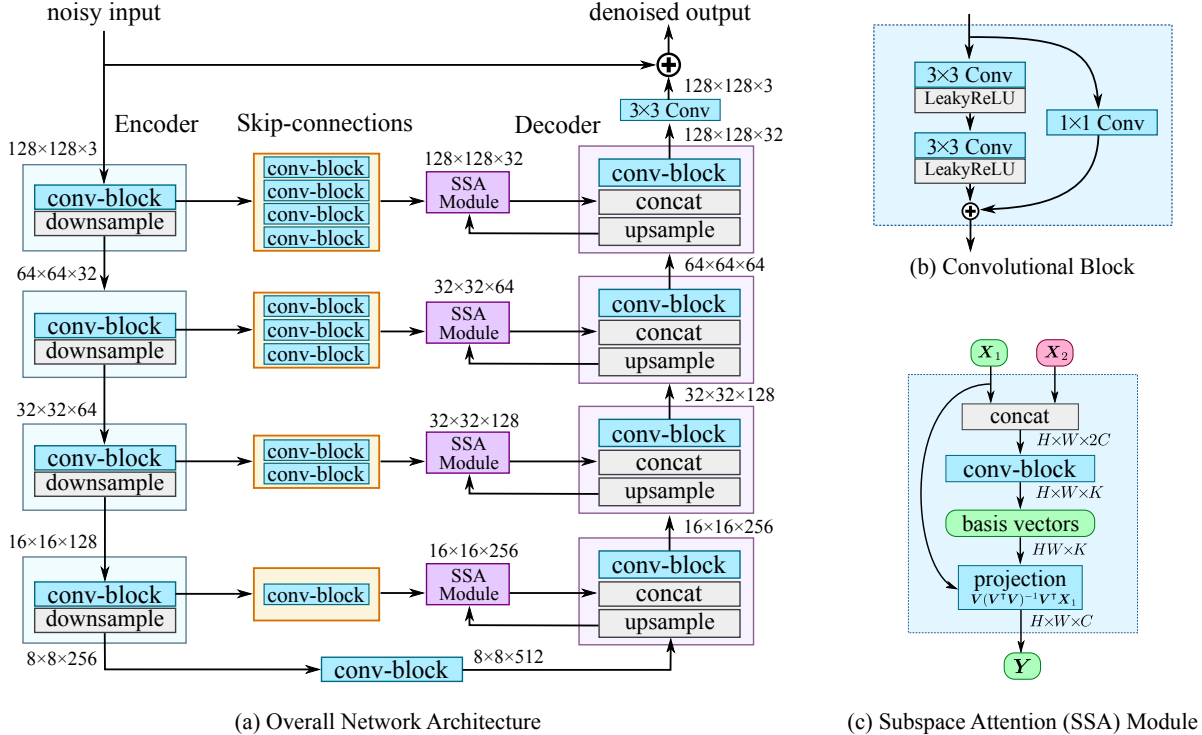 noisy input
denoised output
128×128×3
3×3 Conv
Encoder
Skip-connections
Decoder
128×128×32
128×128×3
conv-block
downsample
conv-block
conv-block
conv-block
conv-block
128×128×32
SSA
Module
conv-block
concat
upsample
64×64×32
64×64×64
conv-block
downsample
conv-block
conv-block
conv-block
32×32×64
SSA
Module
conv-block
concat
upsample
32×32×64
32×32×128
conv-block
downsample
conv-block
conv-block
32×32×128
SSA
Module
conv-block
concat
upsample
16×16×128
16×16×256
conv-block
downsample
conv-block
16×16×256
SSA
Module
conv-block
concat
upsample
8×8×256
conv-block
8×8×512
(a) Overall Network Architecture
3×3 Conv
LeakyReLU
1×1 Conv
3×3 Conv
LeakyReLU
(b) Convolutional Block
X₁
X₂
concat
H×W×2C
conv-block
H×W×K
basis vectors
HW×K
projection
V(VᵀV)⁻¹VᵀX₁
H×W×C
Y
(c) Subspace Attention (SSA) Module